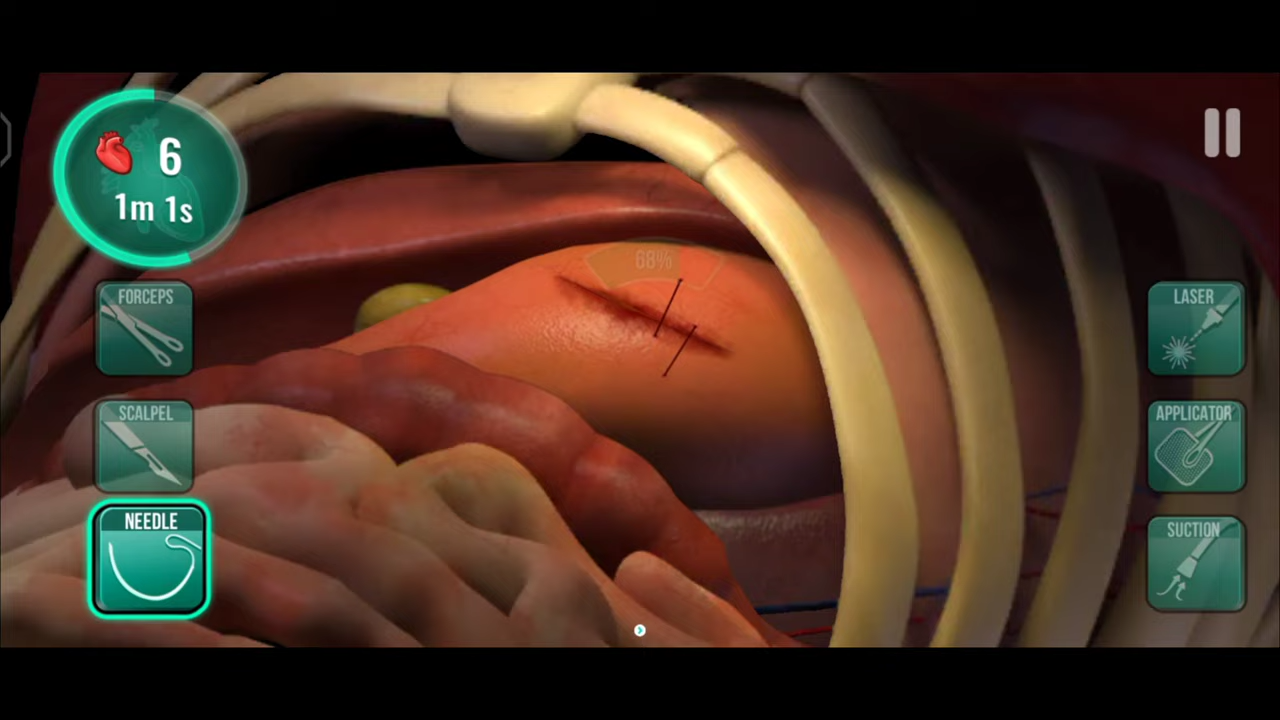 6
1m 1s
FORCEPS
SCALPEL
NEEDLE
68%
LASER
APPLICATOR
SUCTION